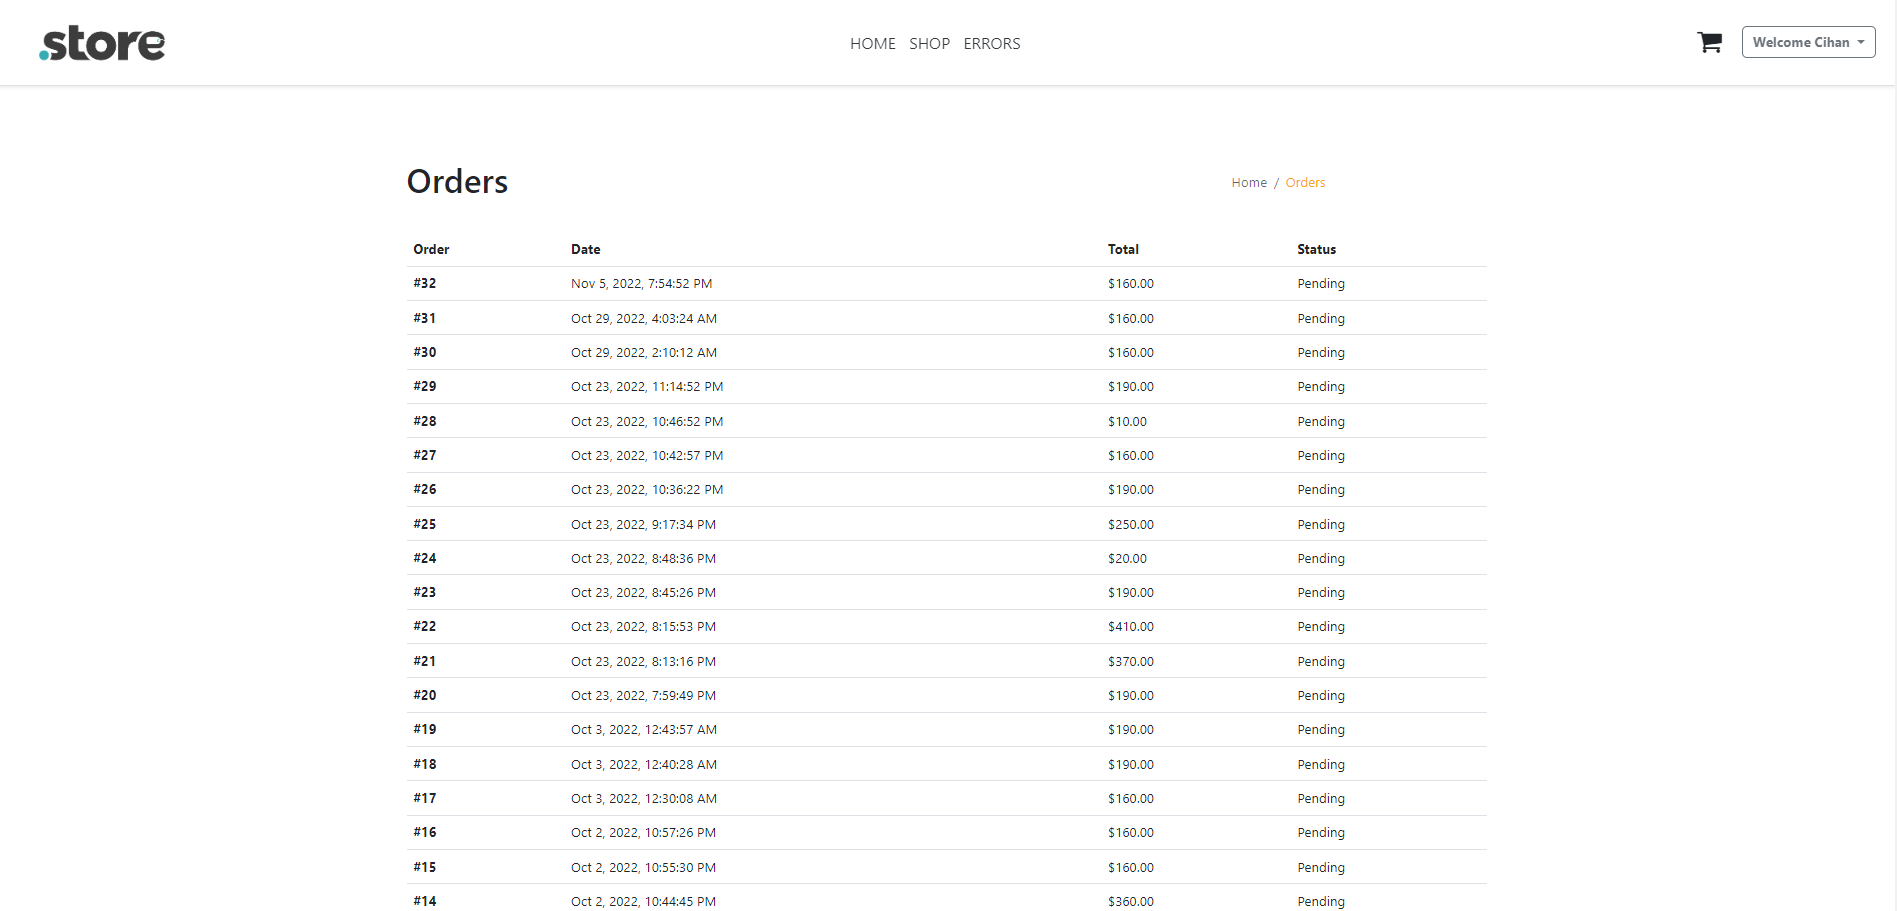 .store
HOME SHOP ERRORS
Welcome Cihan
Orders
Home / Orders
Order Date Total Status
#32 Nov 5, 2022, 7:54:52 PM $160.00 Pending
#31 Oct 29, 2022, 4:03:24 AM $160.00 Pending
#30 Oct 29, 2022, 2:10:12 AM $160.00 Pending
#29 Oct 23, 2022, 11:14:52 PM $190.00 Pending
#28 Oct 23, 2022, 10:46:52 PM $10.00 Pending
#27 Oct 23, 2022, 10:42:57 PM $160.00 Pending
#26 Oct 23, 2022, 10:36:22 PM $190.00 Pending
#25 Oct 23, 2022, 9:17:34 PM $250.00 Pending
#24 Oct 23, 2022, 8:48:36 PM $20.00 Pending
#23 Oct 23, 2022, 8:45:26 PM $190.00 Pending
#22 Oct 23, 2022, 8:15:53 PM $410.00 Pending
#21 Oct 23, 2022, 8:13:16 PM $370.00 Pending
#20 Oct 23, 2022, 7:59:49 PM $190.00 Pending
#19 Oct 3, 2022, 12:43:57 AM $190.00 Pending
#18 Oct 3, 2022, 12:40:28 AM $190.00 Pending
#17 Oct 3, 2022, 12:30:08 AM $160.00 Pending
#16 Oct 2, 2022, 10:57:26 PM $160.00 Pending
#15 Oct 2, 2022, 10:55:30 PM $160.00 Pending
#14 Oct 2, 2022, 10:44:45 PM $360.00 Pending